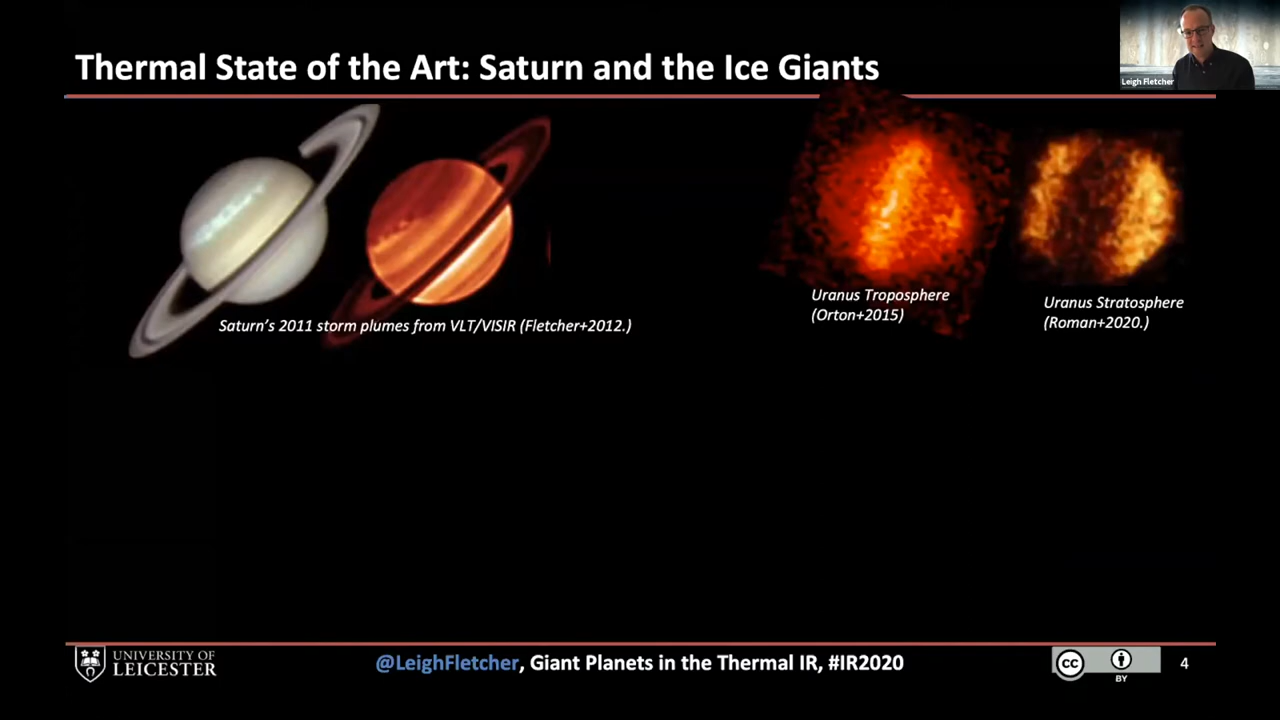 Thermal State of the Art: Saturn and the Ice Giants
Leigh Fletcher
Saturn's 2011 storm plumes from VLT/VISIR (Fletcher+2012.)
Uranus Troposphere
(Orton+2015)
Uranus Stratosphere
(Roman+2020.)
UNIVERSITY OF
LEICESTER
@LeighFletcher, Giant Planets in the Thermal IR, #IR2020
cc
BY
4